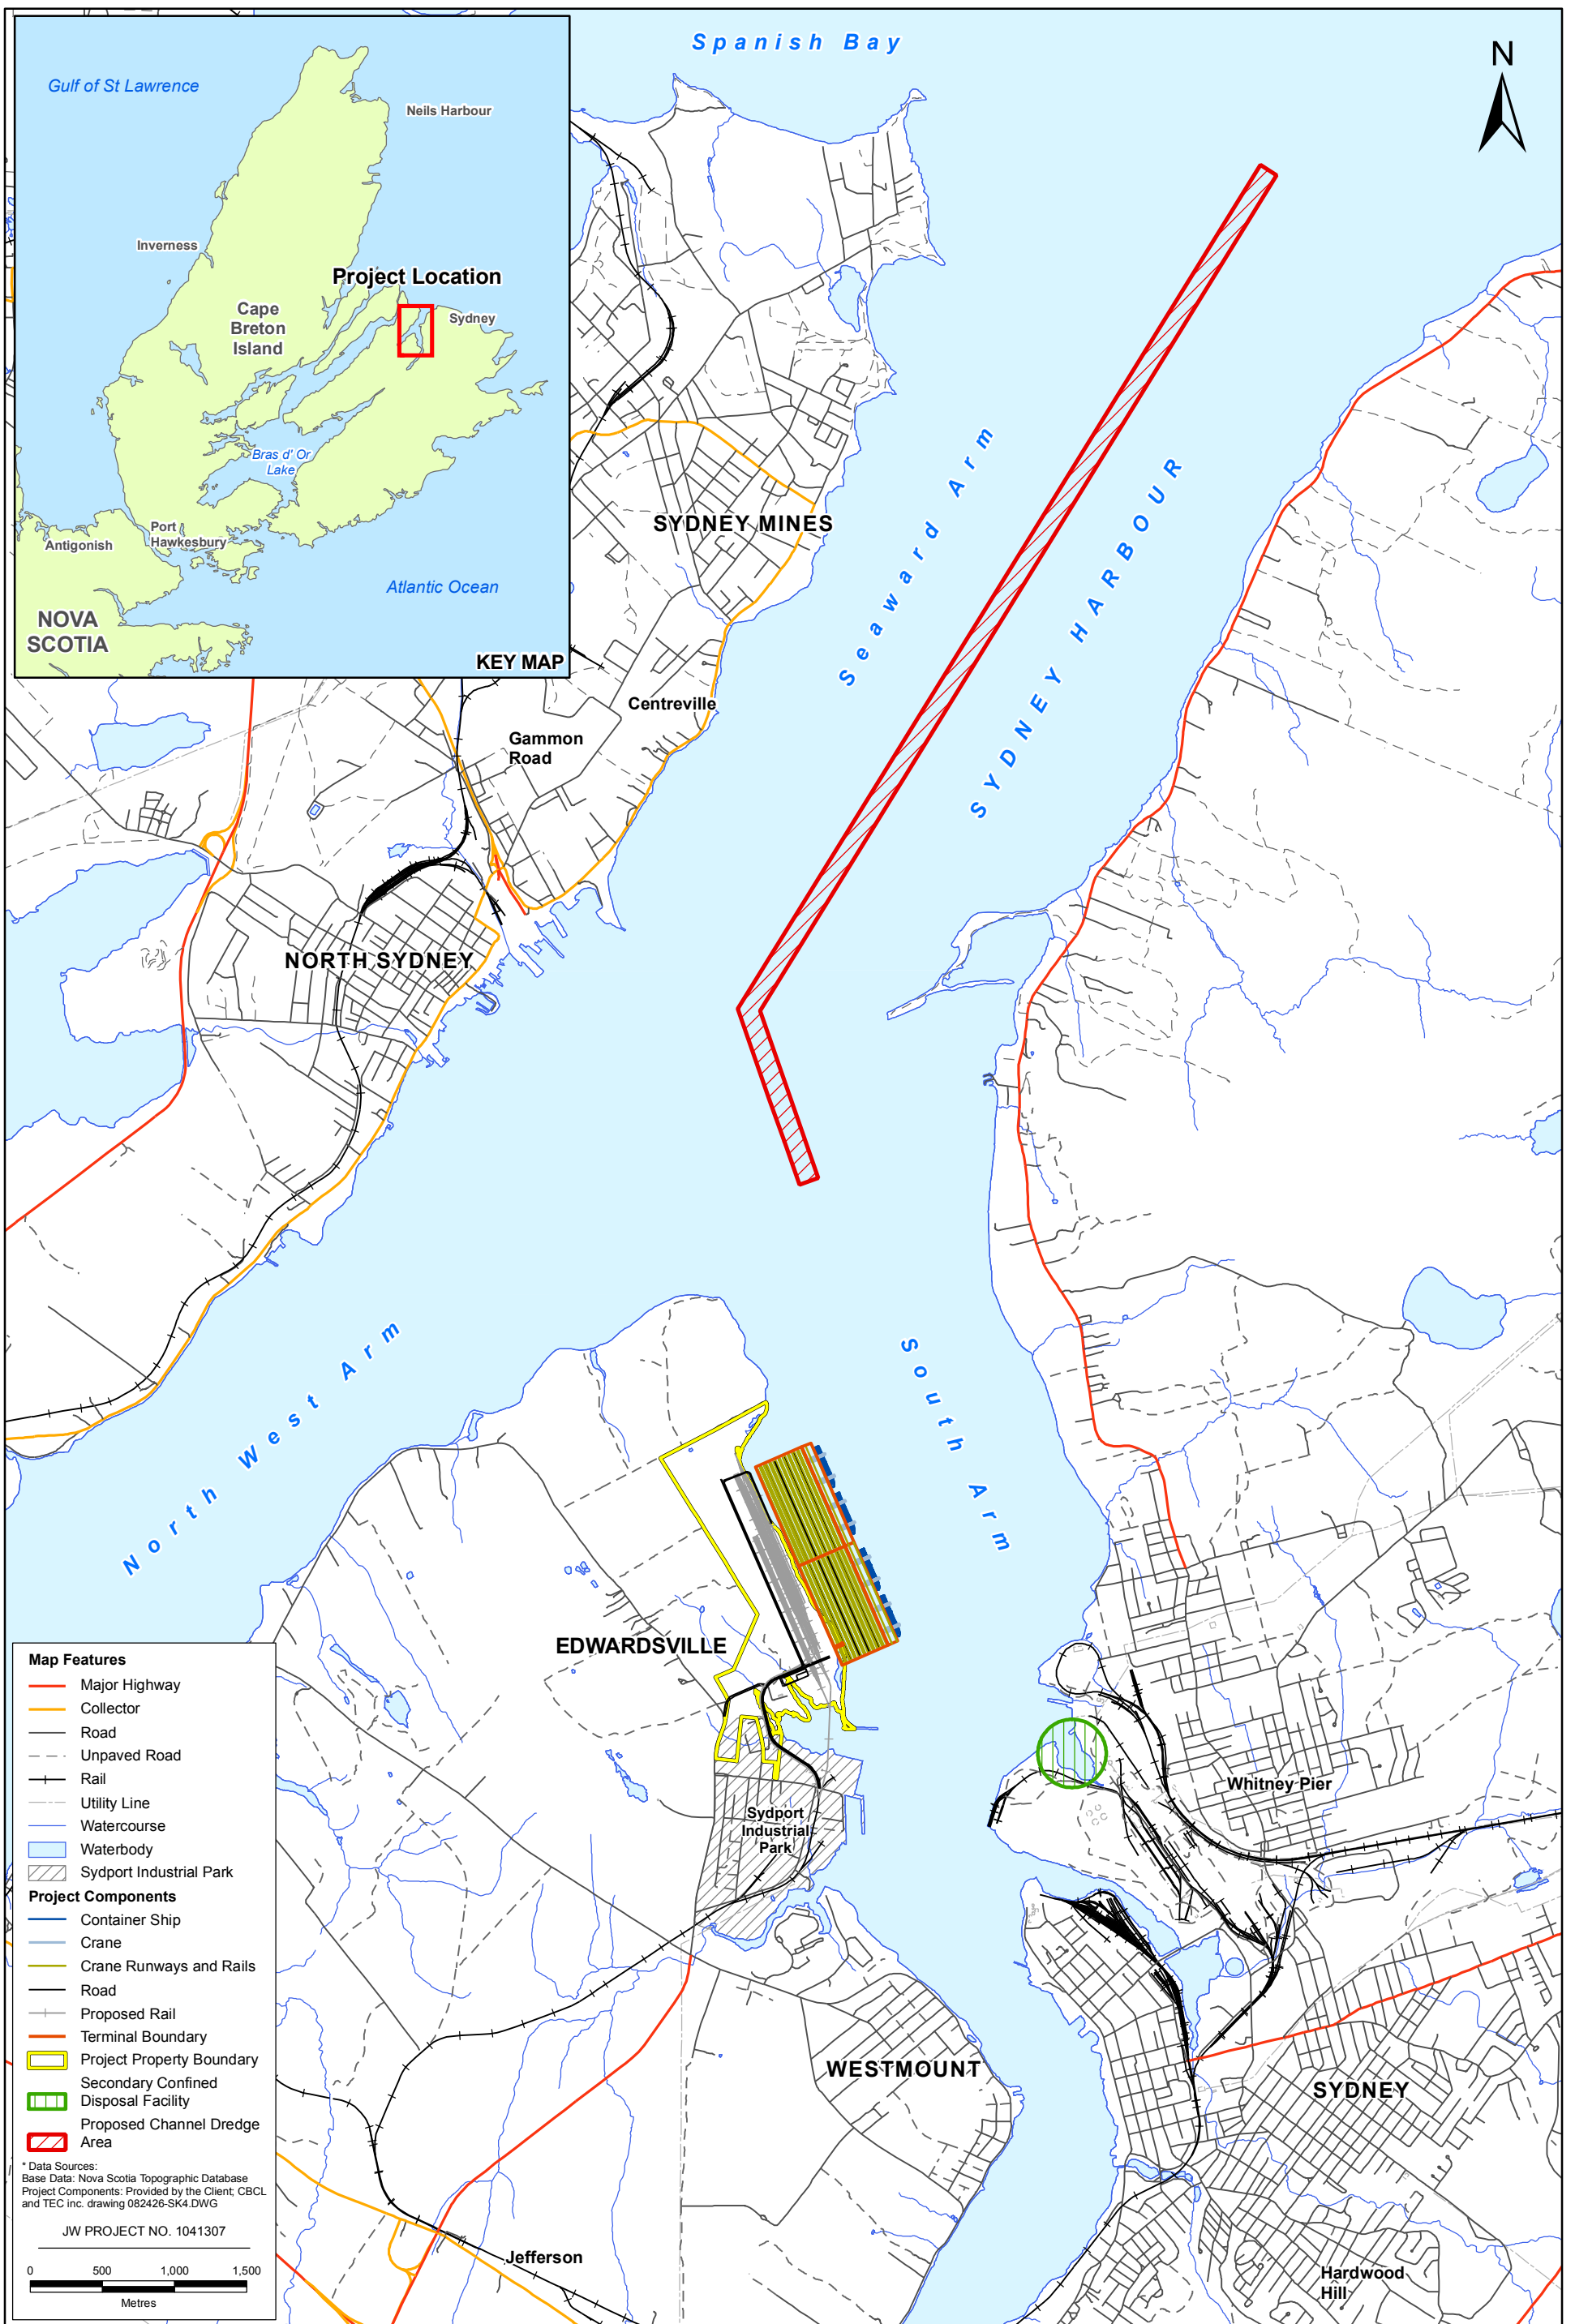 Spanish Bay
N
Gulf of St Lawrence
Neils Harbour
Inverness
Project Location
Cape
Breton
Island
Sydney
Bras d' Or
Lake
Port
Hawkesbury
Antigonish
Atlantic Ocean
NOVA
SCOTIA
KEY MAP
SYDNEY MINES
Seaward Arm
SYDNEY HARBOUR
Centreville
Gammon
Road
NORTH SYDNEY
North West Arm
South Arm
EDWARDSVILLE
Whitney Pier
Sydport
Industrial
Park
WESTMOUNT
SYDNEY
Jefferson
Hardwood
Hill
Map Features
Major Highway
Collector
Road
Unpaved Road
Rail
Utility Line
Watercourse
Waterbody
Sydport Industrial Park
Project Components
Container Ship
Crane
Crane Runways and Rails
Road
Proposed Rail
Terminal Boundary
Project Property Boundary
Secondary Confined
Disposal Facility
Proposed Channel Dredge
Area
* Data Sources:
Base Data: Nova Scotia Topographic Database
Project Components: Provided by the Client; CBCL
and TEC inc. drawing 082426-SK4.DWG
JW PROJECT NO. 1041307
0 500 1,000 1,500
Metres